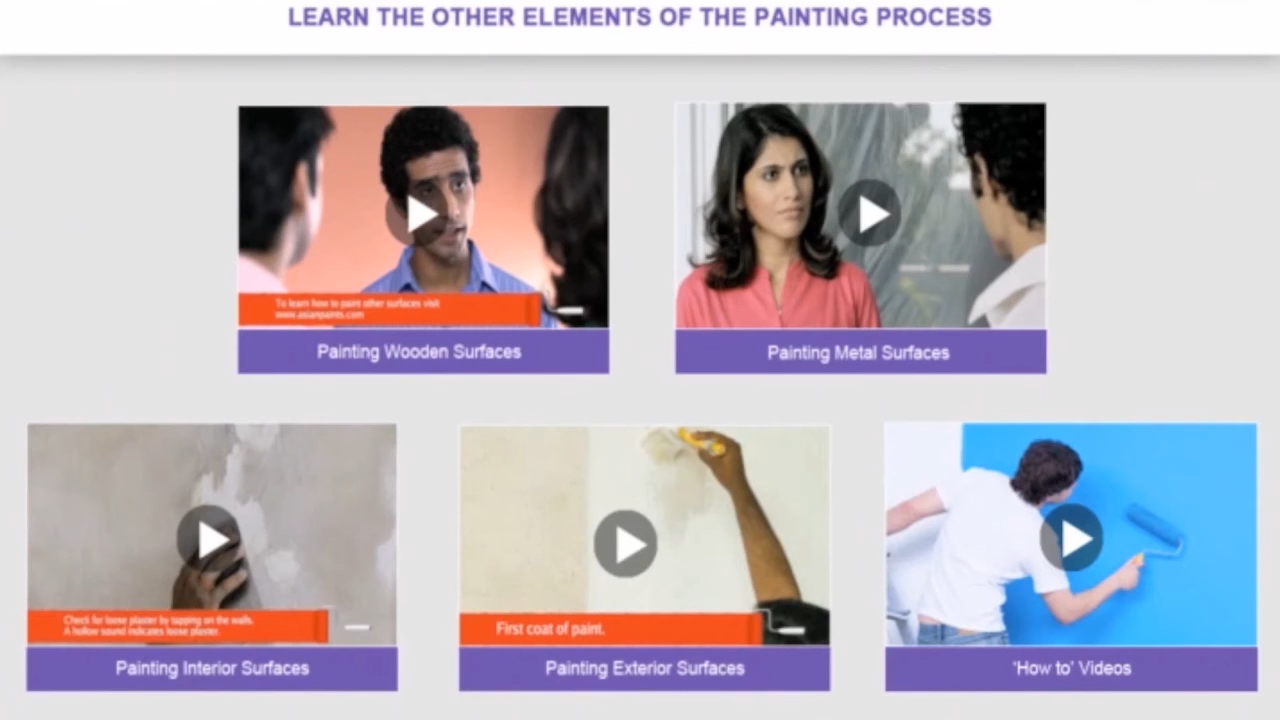 LEARN THE OTHER ELEMENTS OF THE PAINTING PROCESS
To learn how to paint other surfaces visit
www.asianpaints.com
Painting Wooden Surfaces
Painting Metal Surfaces
Check for loose plaster by tapping on the walls.
A hollow sound indicates loose plaster.
First coat of paint.
Painting Interior Surfaces
Painting Exterior Surfaces
'How to' Videos